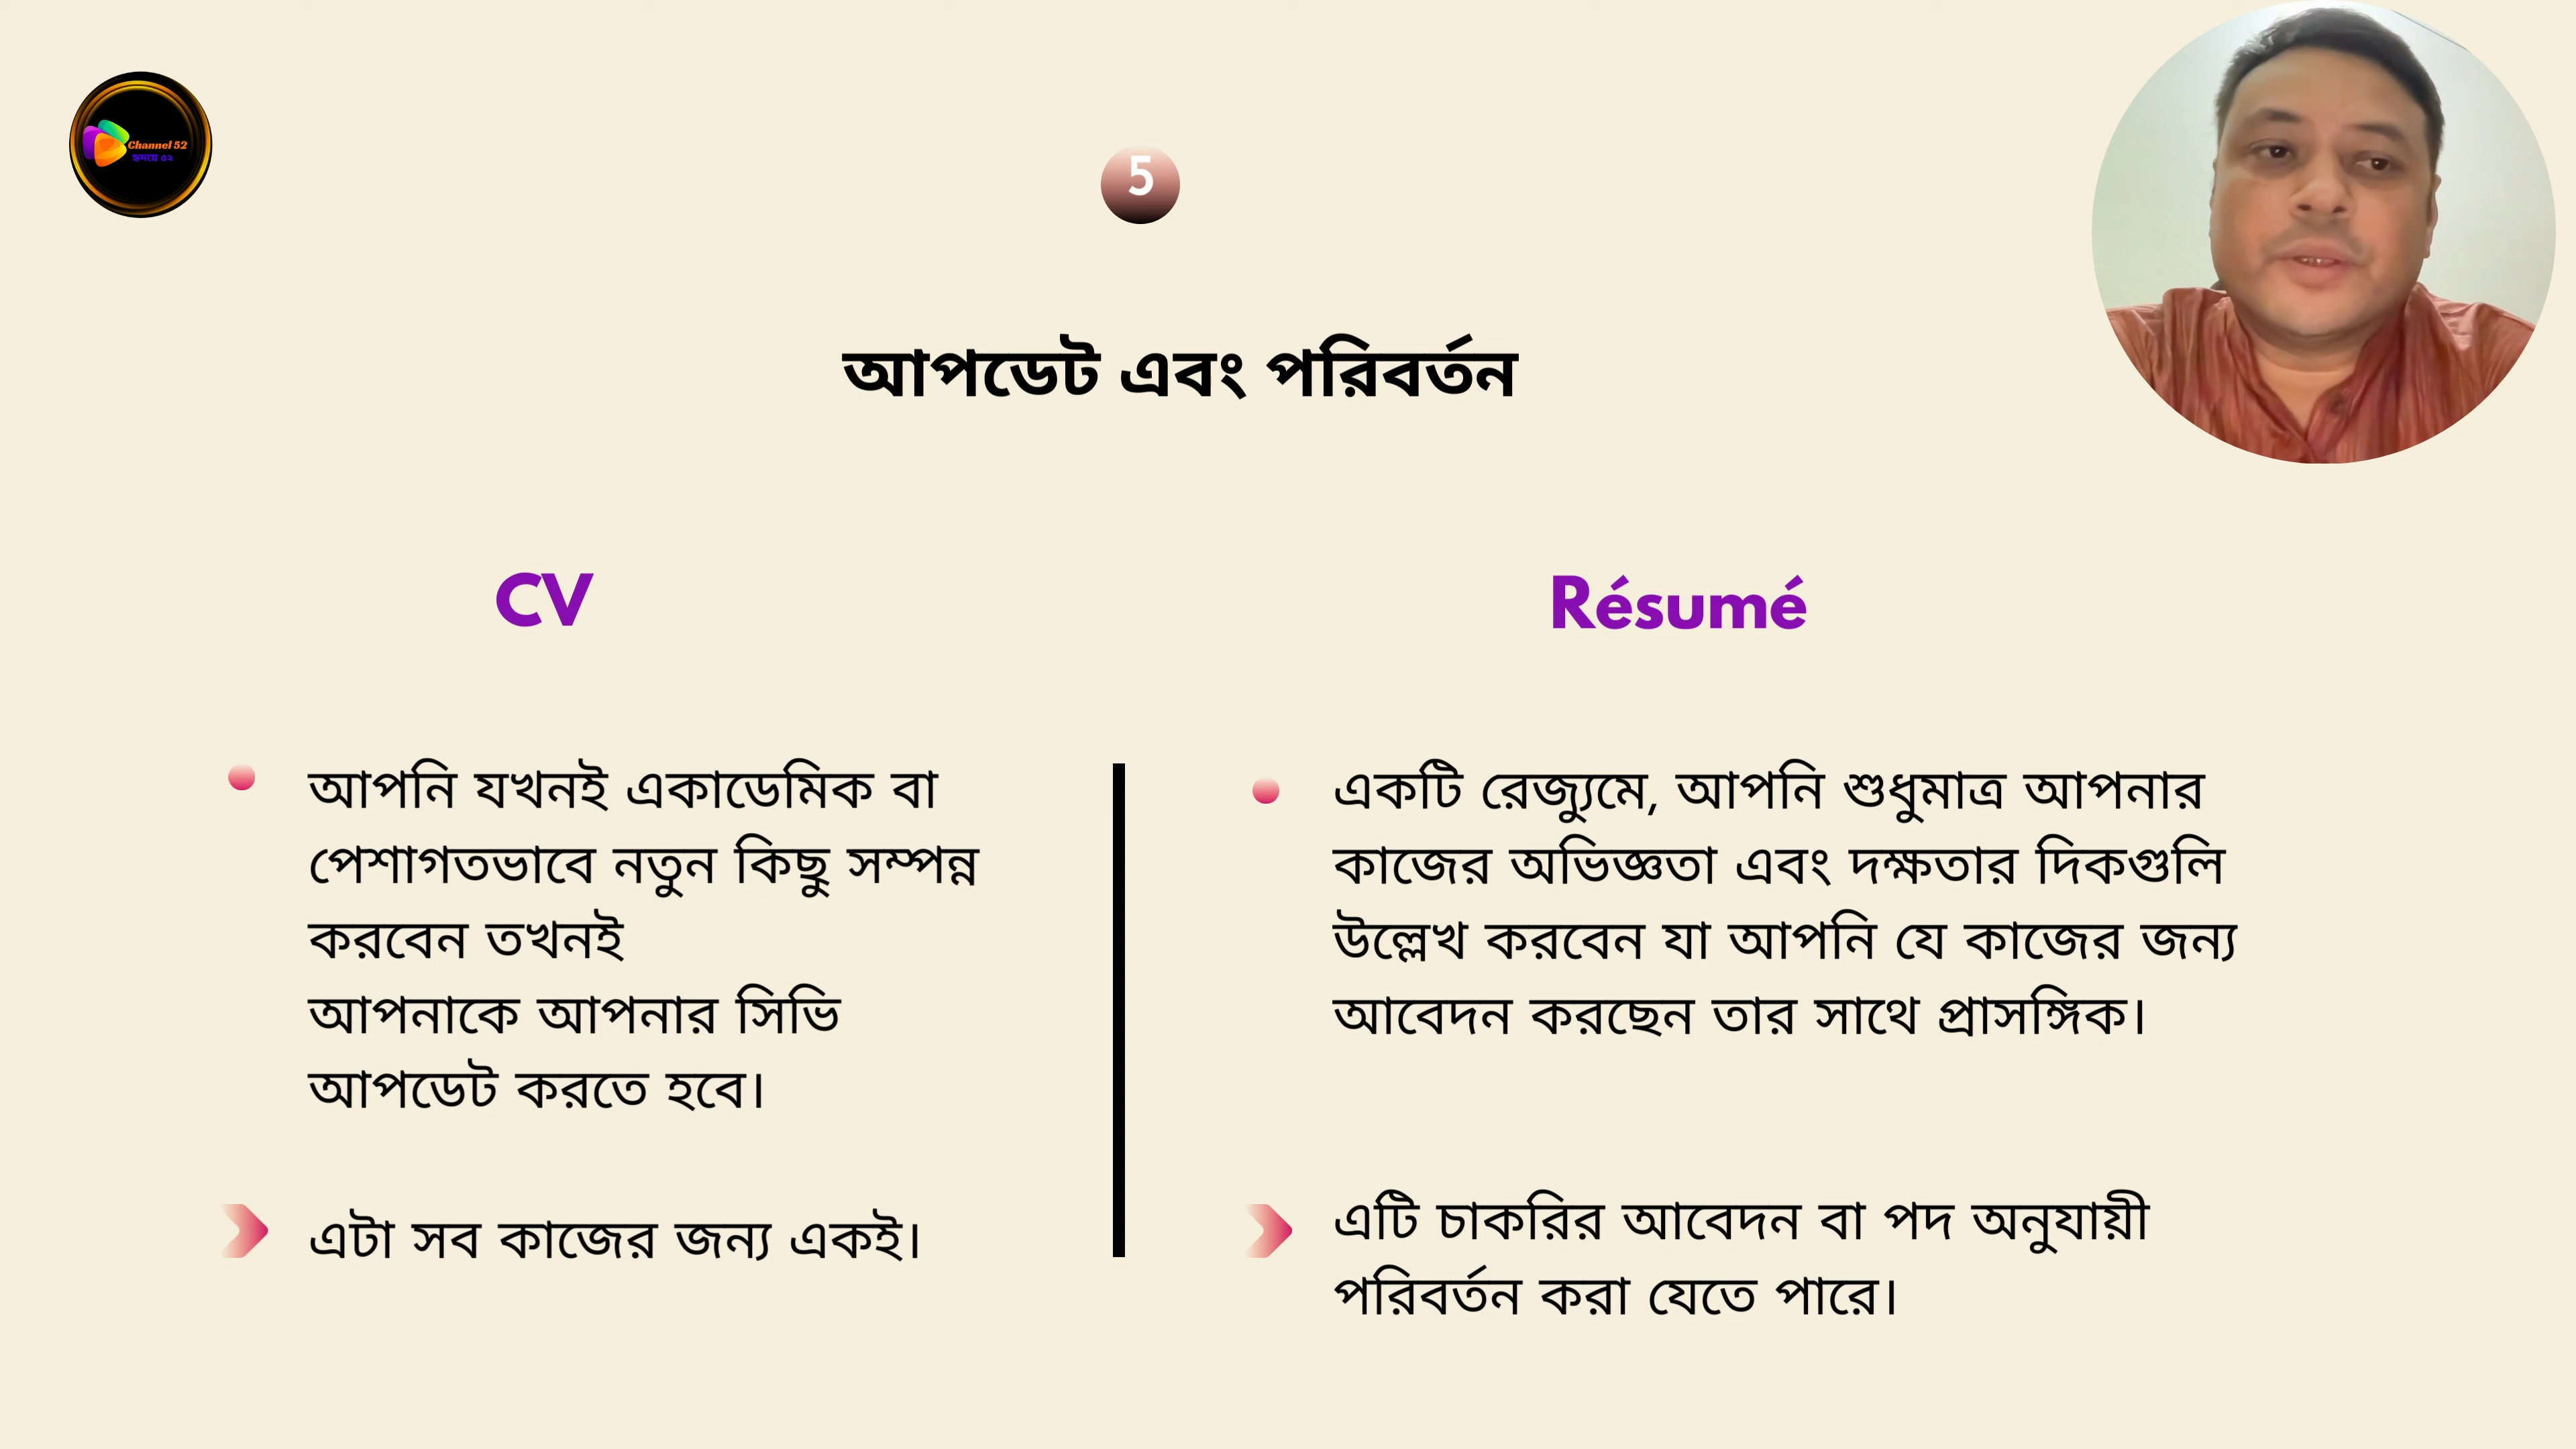 Channel 52
হৃদয়ে ৫২
5
আপডেট এবং পরিবর্তন
CV
আপনি যখনই একাডেমিক বা
পেশাগতভাবে নতুন কিছু সম্পন্ন
করবেন তখনই
আপনাকে আপনার সিভি
আপডেট করতে হবে।
এটা সব কাজের জন্য একই।
Résumé
একটি রেজ্যুমে, আপনি শুধুমাত্র আপনার
কাজের অভিজ্ঞতা এবং দক্ষতার দিকগুলি
উল্লেখ করবেন যা আপনি যে কাজের জন্য
আবেদন করছেন তার সাথে প্রাসঙ্গিক।
এটি চাকরির আবেদন বা পদ অনুযায়ী
পরিবর্তন করা যেতে পারে।